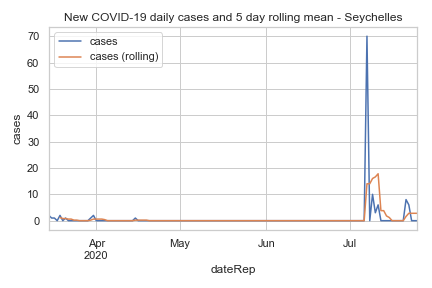 New COVID-19 daily cases and 5 day rolling mean - Seychelles
cases
cases (rolling)
70
60
50
40
30
20
10
0
cases
Apr May Jun Jul
2020
dateRep